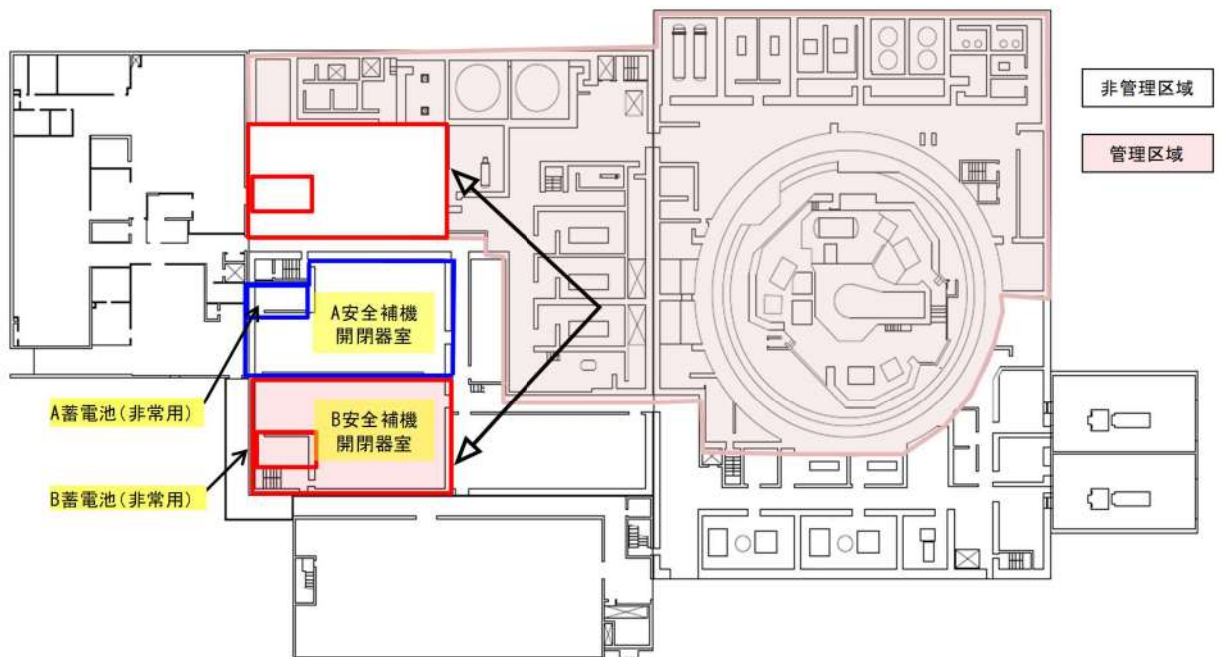 非管理区域
管理区域
A安全補機
開閉器室
A蓄電池(非常用)
B安全補機
開閉器室
B蓄電池(非常用)